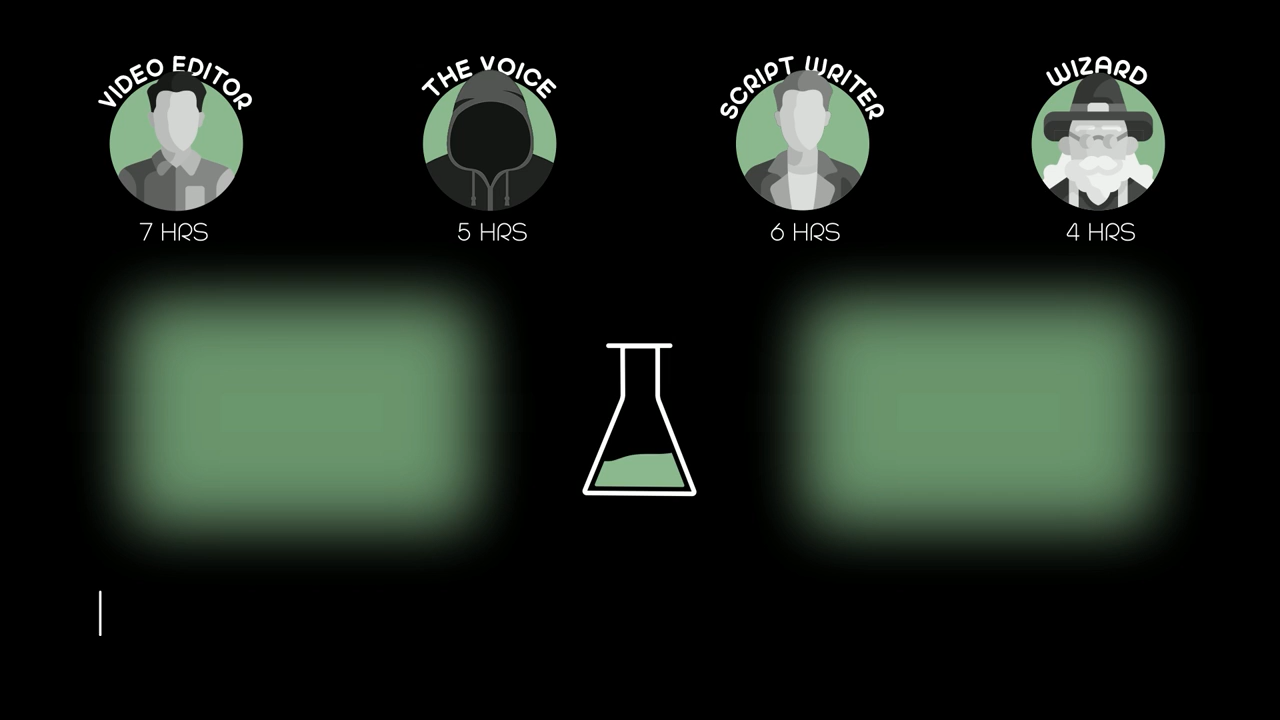 VIDEO EDITOR
THE VOICE
SCRIPT WRITER
WIZARD
7 HRS
5 HRS
6 HRS
4 HRS